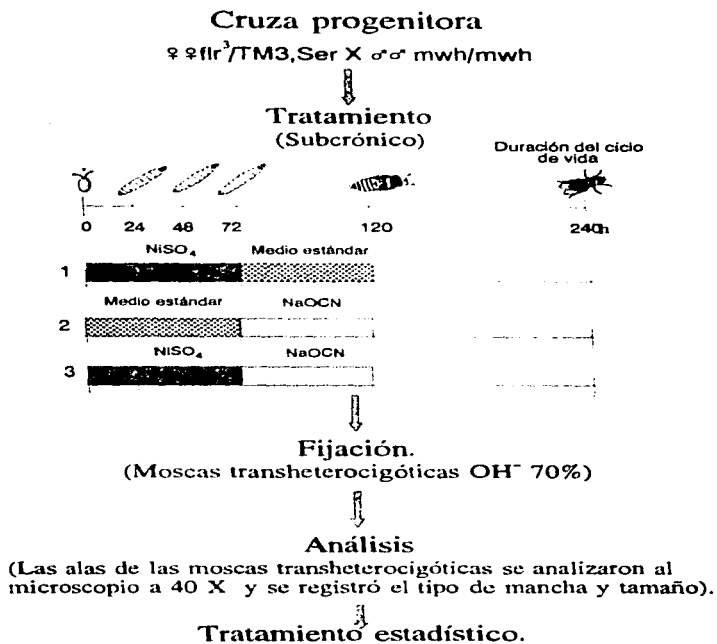 Cruza progenitora
♀ ♀flr³/TM3,Ser X ♂♂ mwh/mwh
Tratamiento
(Subcrónico)
Duración del ciclo
de vida
0 24 48 72 120 240h
NiSO₄ Medio estándar
1
Medio estándar NaOCN
2
NiSO₄ NaOCN
3
Fijación.
(Moscas transheterocigóticas OH⁻ 70%)
Análisis
(Las alas de las moscas transheterocigóticas se analizaron al
microscopio a 40 X y se registró el tipo de mancha y tamaño).
Tratamiento estadístico.